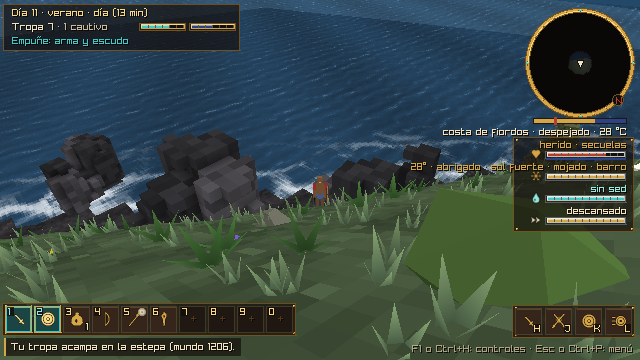 Día 11 · verano · día (13 min)
Tropa 7 · 1 cautivo
Empuñe: arma y escudo
N
costa de fiordos · despejado · 28 °C
herido · secuelas
28° · abrigado · sol fuerte · mojado · barro
sin sed
descansado
1 2 3 1 4 5 6 7 8 9 0
H J K L
Tu tropa acampa en la estepa (mundo 1206).
F1 o Ctrl+H: controles · Esc o Ctrl+P: menú